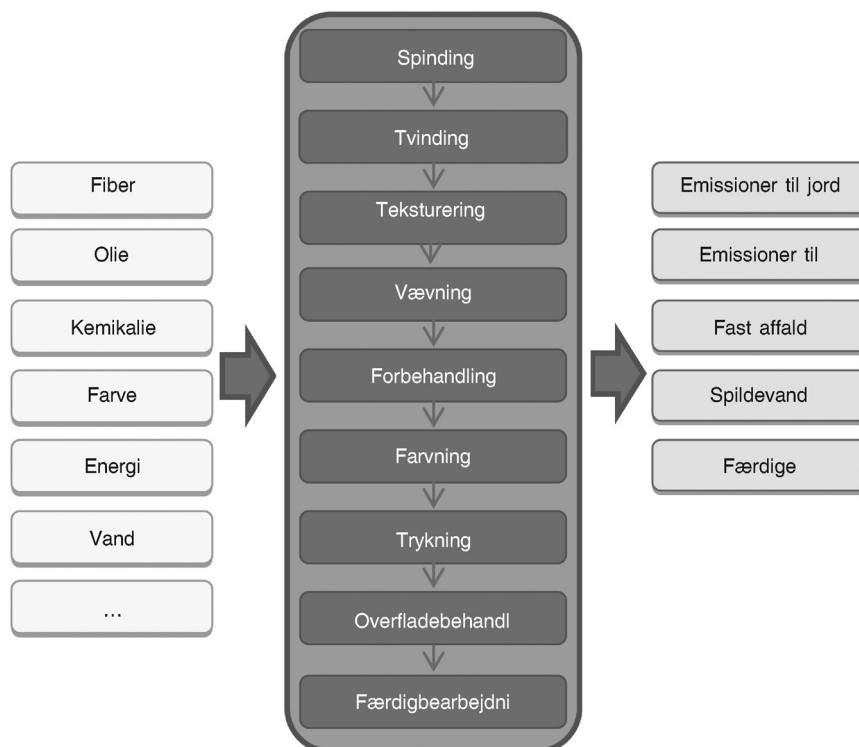 Fiber
Olie
Kemikalie
Farve
Energi
Vand
...
Spinding
Tvinding
Teksturering
Vævning
Forbehandling
Farvning
Trykning
Overfladebehandl
Færdigbearbejdni
Emissioner til jord
Emissioner til
Fast affald
Spildevand
Færdige